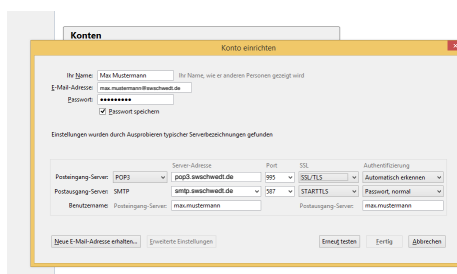 Konten
Konto einrichten
Ihr Name: Max Mustermann Ihr Name, wie er anderen Personen gezeigt wird
E-Mail-Adresse: max.mustermann@swschwedt.de
Passwort: •••••••••
Passwort speichern
Einstellungen wurden durch Ausprobieren typischer Serverbezeichnungen gefunden
Server-Adresse Port SSL Authentifizierung
Posteingang-Server: POP3 pop3.swschwedt.de 995 SSL/TLS Automatisch erkennen
Postausgang-Server: SMTP smtp.swschwedt.de 587 STARTTLS Passwort, normal
Benutzername: Posteingang-Server: max.mustermann Postausgang-Server: max.mustermann
Neue E-Mail-Adresse erhalten... Erweiterte Einstellungen Erneut testen Fertig Abbrechen